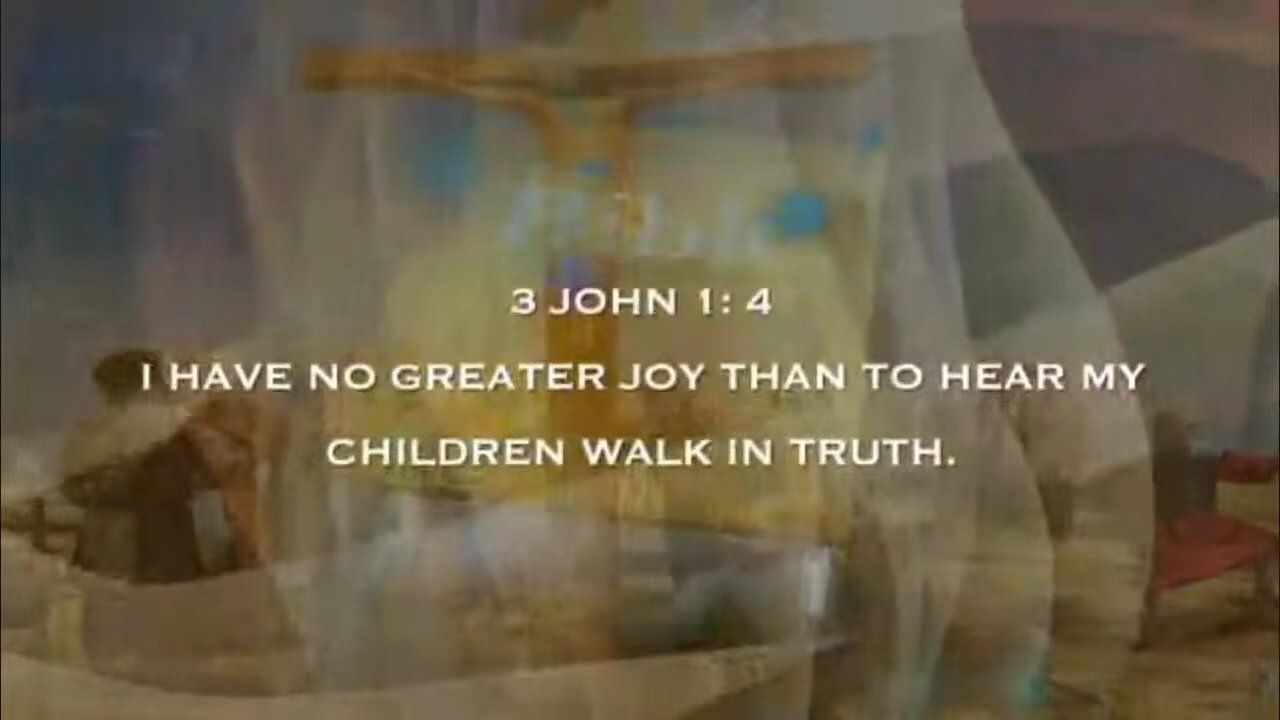 3 JOHN 1: 4
I HAVE NO GREATER JOY THAN TO HEAR MY
CHILDREN WALK IN TRUTH.